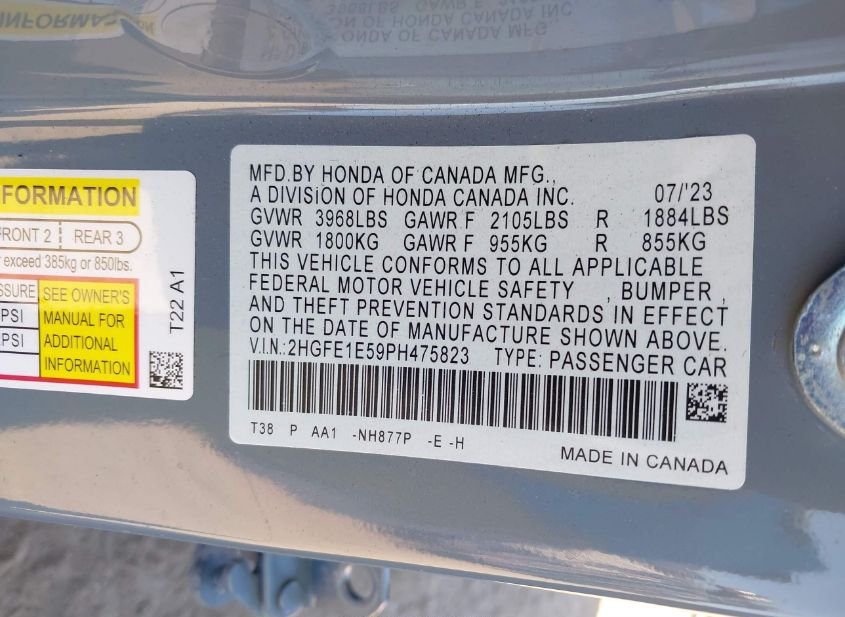 MFD.BY HONDA OF CANADA MFG.,
A DIVISION OF HONDA CANADA INC. 07/'23
GVWR 3968LBS GAWR F 2105LBS R 1884LBS
GVWR 1800KG GAWR F 955KG R 855KG
THIS VEHICLE CONFORMS TO ALL APPLICABLE
FEDERAL MOTOR VEHICLE SAFETY , BUMPER ,
AND THEFT PREVENTION STANDARDS IN EFFECT
ON THE DATE OF MANUFACTURE SHOWN ABOVE.
V.I.N.:2HGFE1E59PH475823 TYPE: PASSENGER CAR
T38 P AA1 -NH877P -E -H
MADE IN CANADA
FORMATION
FRONT 2 REAR 3
r exceed 385kg or 850lbs.
SSURE SEE OWNER'S
PSI MANUAL FOR
PSI ADDITIONAL
INFORMATION
T22 A1